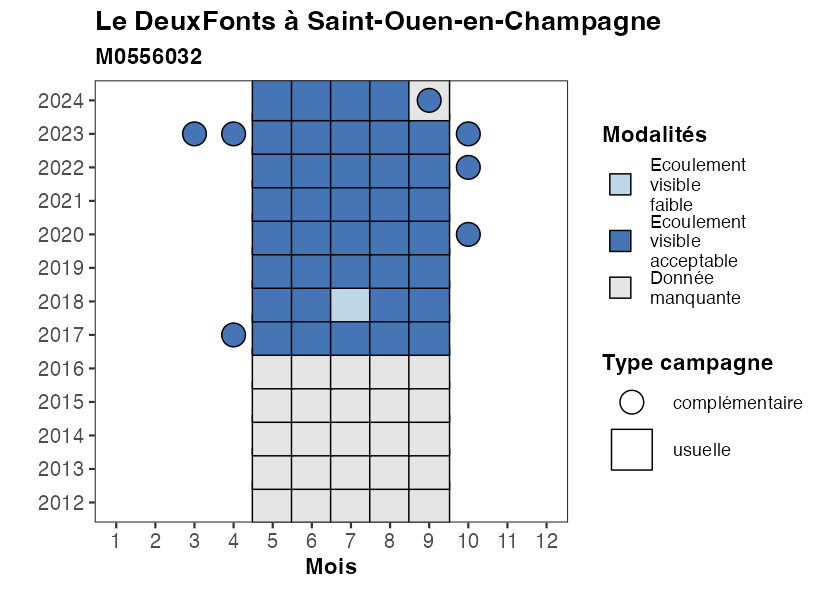 Le DeuxFonts à Saint-Ouen-en-Champagne
M0556032
2024
2023
2022
2021
2020
2019
2018
2017
2016
2015
2014
2013
2012
1 2 3 4 5 6 7 8 9 10 11 12
Mois
Modalités
Ecoulement
visible
faible
Ecoulement
visible
acceptable
Donnée
manquante
Type campagne
complémentaire
usuelle